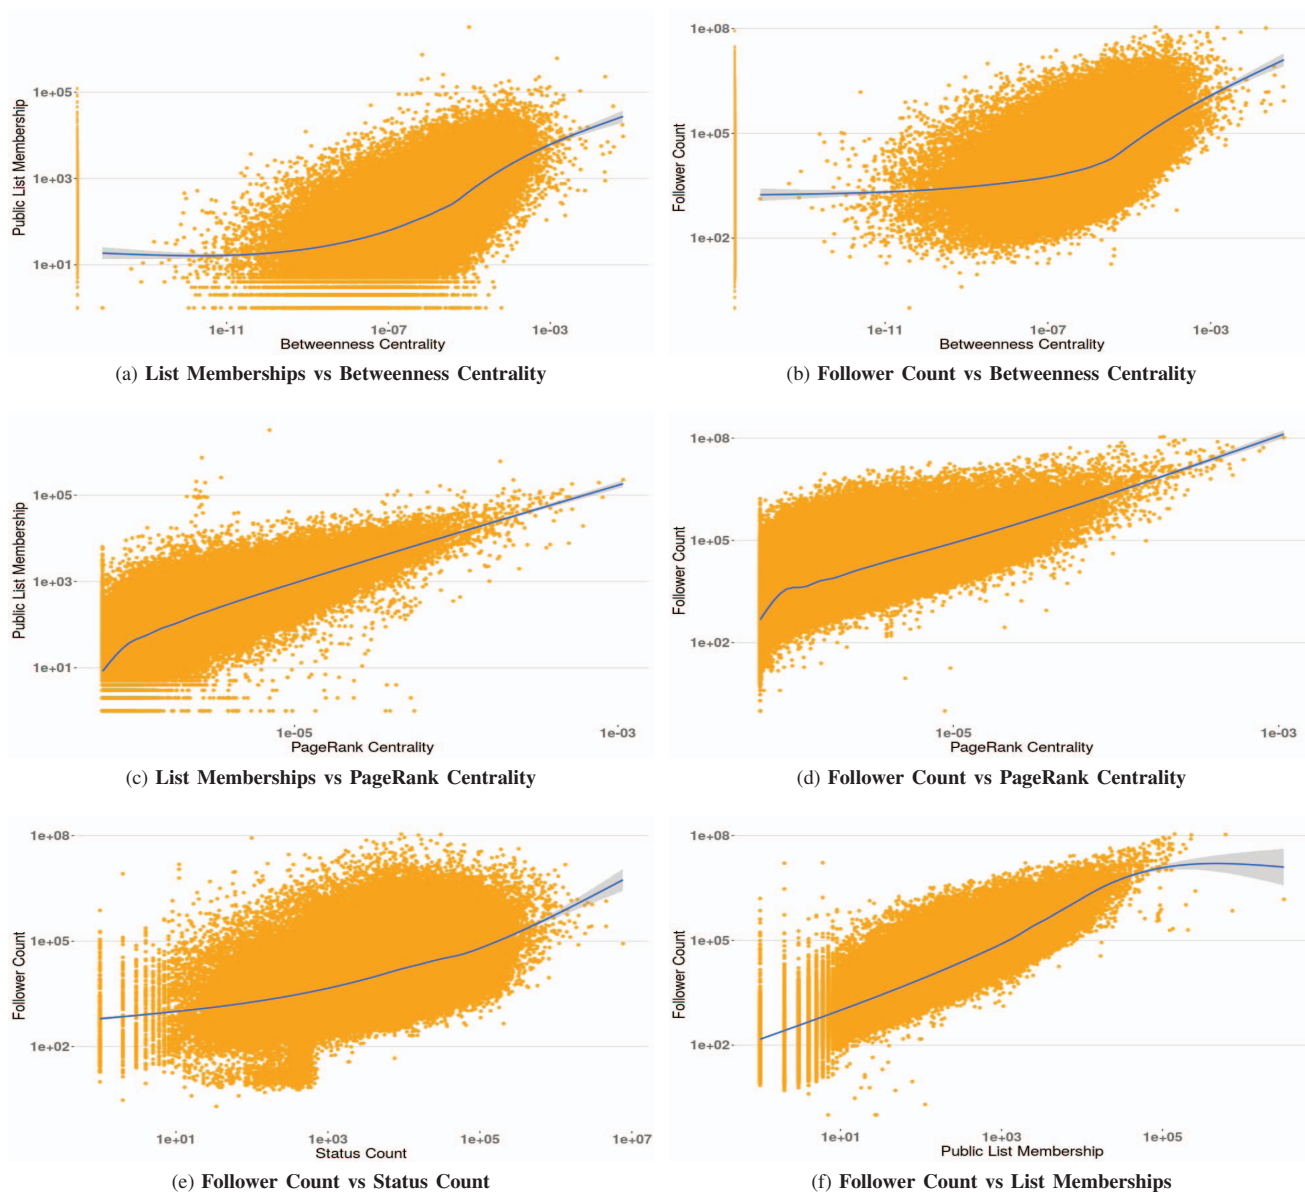 1e+05
1e+03
1e+01
Public List Membership
1e-11 1e-07 1e-03
Betweenness Centrality
(a) List Memberships vs Betweenness Centrality
1e+08
1e+05
1e+02
Follower Count
1e-11 1e-07 1e-03
Betweenness Centrality
(b) Follower Count vs Betweenness Centrality
1e+05
1e+03
1e+01
Public List Membership
1e-05 1e-03
PageRank Centrality
(c) List Memberships vs PageRank Centrality
1e+08
1e+05
1e+02
Follower Count
1e-05 1e-03
PageRank Centrality
(d) Follower Count vs PageRank Centrality
1e+08
1e+05
1e+02
Follower Count
1e+01 1e+03 1e+05 1e+07
Status Count
(e) Follower Count vs Status Count
1e+08
1e+05
1e+02
Follower Count
1e+01 1e+03 1e+05
Public List Membership
(f) Follower Count vs List Memberships